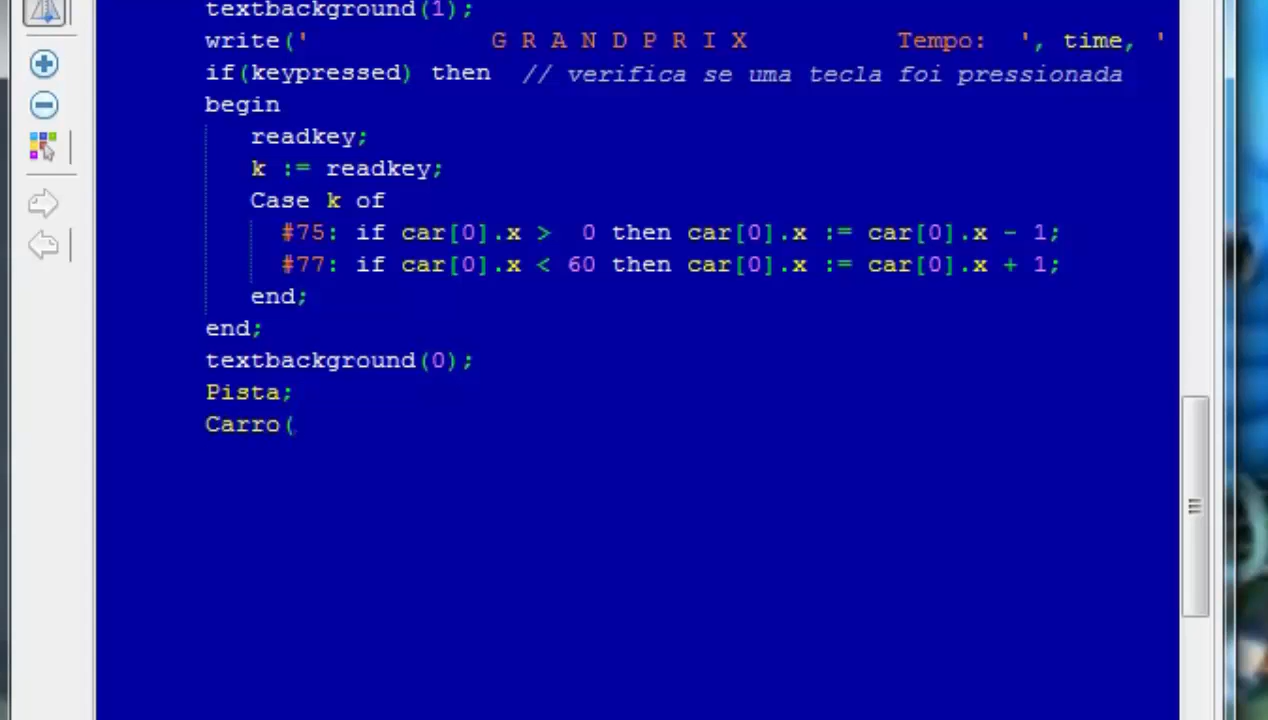 textbackground(1);
write('            G R A N D P R I X          Tempo:  ', time, '
if(keypressed) then  // verifica se uma tecla foi pressionada
begin
   readkey;
   k := readkey;
   Case k of
     #75: if car[0].x >  0 then car[0].x := car[0].x - 1;
     #77: if car[0].x < 60 then car[0].x := car[0].x + 1;
   end;
end;
textbackground(0);
Pista;
Carro(